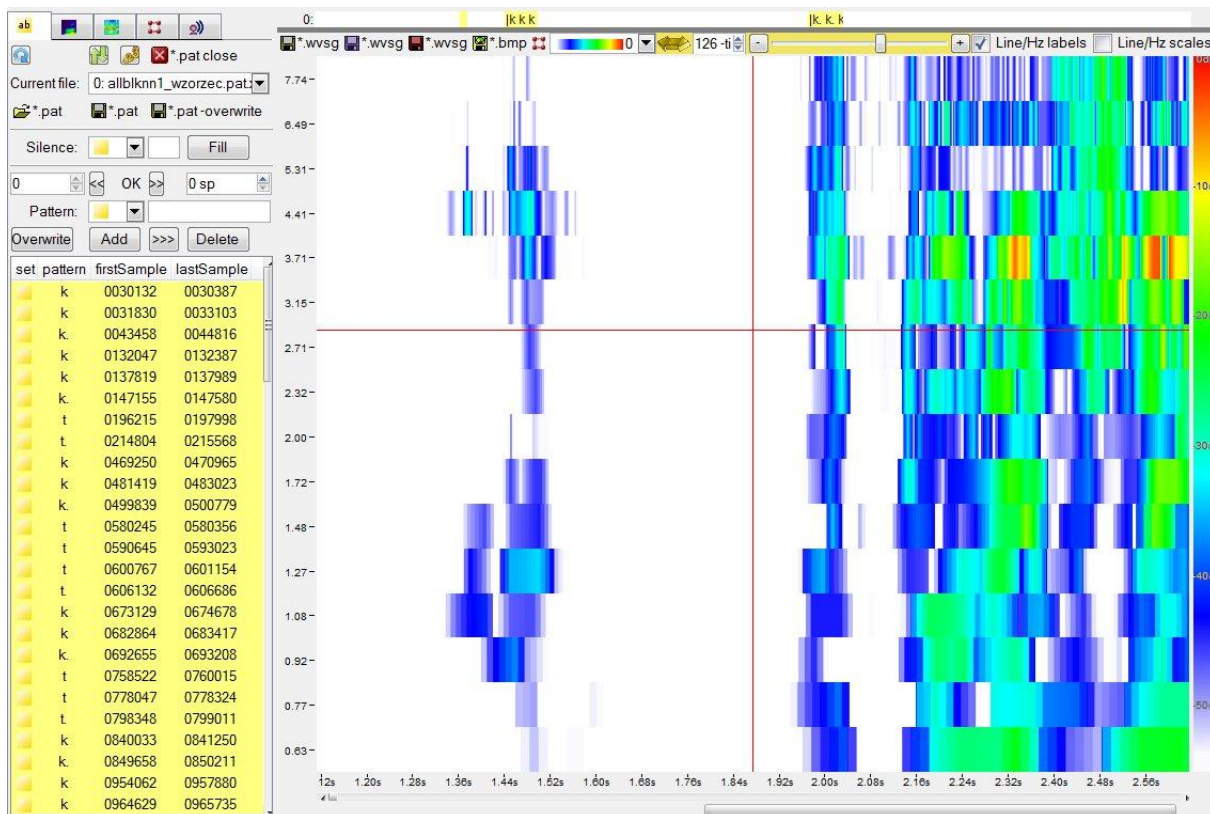 ab
*.pat close
Current file: 0: allblknn1_wzorzec.pat
*.pat *.pat *.pat -overwrite
Silence: Fill
0 << OK >> 0 sp
Pattern:
Overwrite Add >>> Delete
set pattern firstSample lastSample
k 0030132 0030387
k 0031830 0033103
k. 0043458 0044816
k 0132047 0132387
k 0137819 0137989
k. 0147155 0147580
t 0196215 0197998
t. 0214804 0215568
k 0469250 0470965
k 0481419 0483023
k. 0499839 0500779
t 0580245 0580356
t 0590645 0593023
t 0600767 0601154
t. 0606132 0606686
k 0673129 0674678
k 0682864 0683417
k. 0692655 0693208
t 0758522 0760015
t 0778047 0778324
t. 0798348 0799011
k 0840033 0841250
k. 0849658 0850211
k 0954062 0957880
k 0964629 0965735
0: |k k k |k. k. k
*.wvsg *.wvsg *.wvsg *.bmp 0 126 -ti - + Line/Hz labels Line/Hz scales
7.74
6.49
5.31
4.41
3.71
3.15
2.71
2.32
2.00
1.72
1.48
1.27
1.08
0.92
0.77
0.63
12s 1.20s 1.28s 1.36s 1.44s 1.52s 1.60s 1.68s 1.76s 1.84s 1.92s 2.00s 2.08s 2.16s 2.24s 2.32s 2.40s 2.48s 2.56s
-10
-20
-30
-40
-50